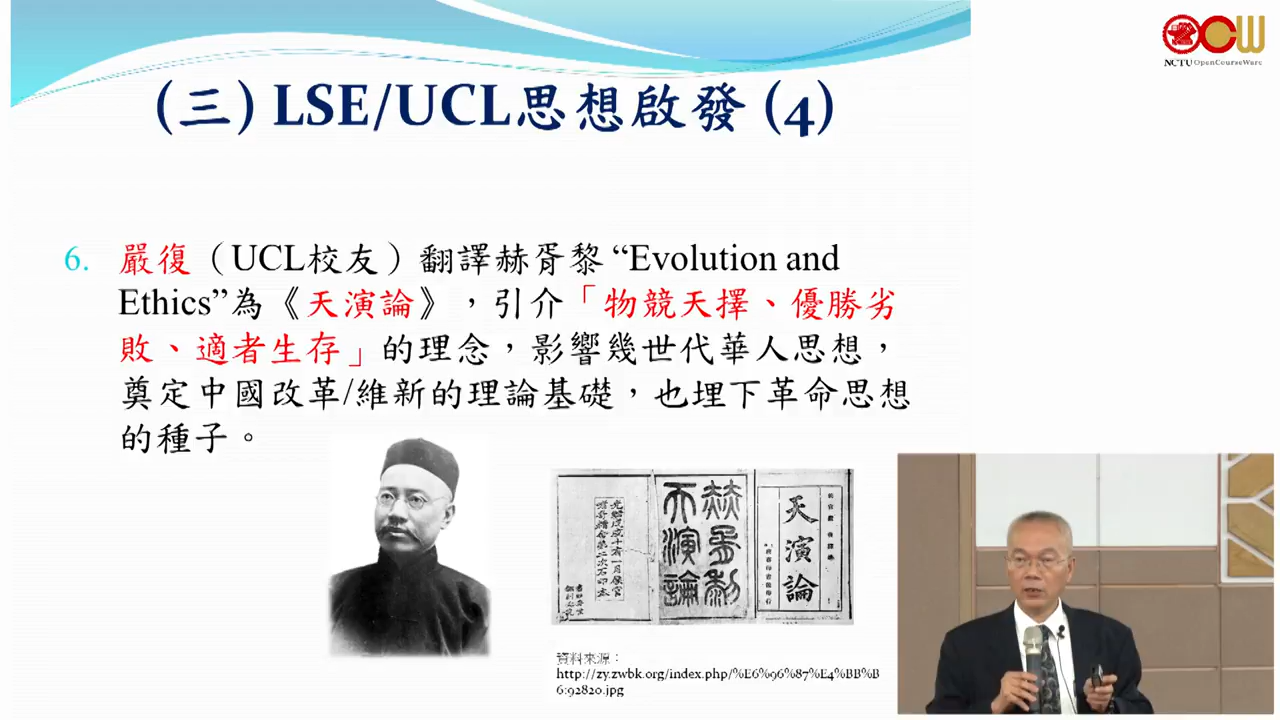 OCW
NCTU OpenCourseWare
(三) LSE/UCL思想啟發 (4)
6. 嚴復（UCL校友）翻譯赫胥黎 “Evolution and
Ethics”為《天演論》，引介「物競天擇、優勝劣
敗、適者生存」的理念，影響幾世代華人思想，
奠定中國改革/維新的理論基礎，也埋下革命思想
的種子。
赫胥黎
天演論
天演論
資料來源：
http://zy.zwbk.org/index.php/%E6%96%87%E4%BB%B
6:92820.jpg